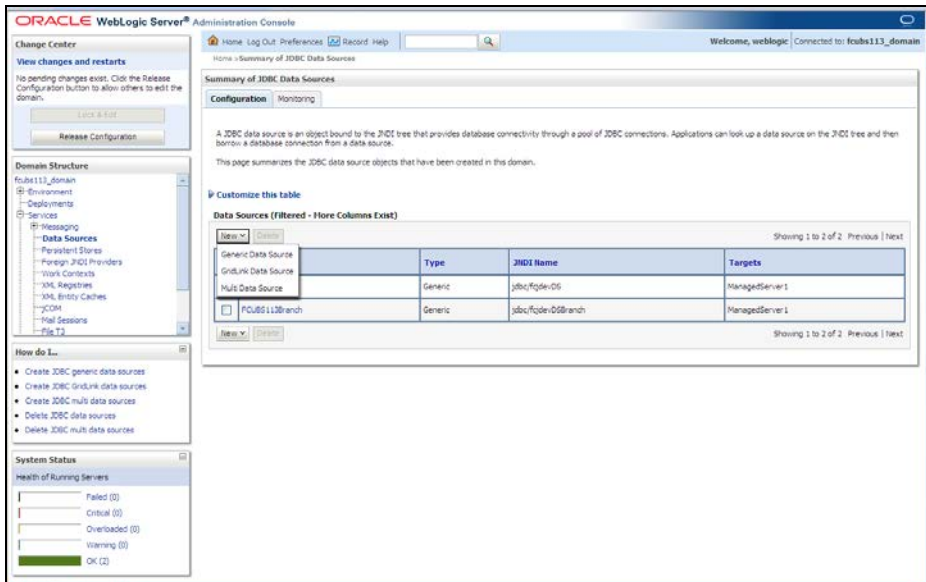 ORACLE WebLogic Server® Administration Console
Change Center
View changes and restarts
No pending changes exist. Click the Release
Configuration button to allow others to edit the
domain.
Lock & Edit
Release Configuration
Domain Structure
fcubs113_domain
Environment
Deployments
Services
Messaging
Data Sources
Persistent Stores
Foreign JNDI Providers
Work Contexts
XML Registries
XML Entity Caches
jCOM
Mail Sessions
File T3
How do I...
Create JDBC generic data sources
Create JDBC GridLink data sources
Create JDBC multi data sources
Delete JDBC data sources
Delete JDBC multi data sources
System Status
Health of Running Servers
Failed (0)
Critical (0)
Overloaded (0)
Warning (0)
OK (2)
Home Log Out Preferences Record Help
Welcome, weblogic Connected to: fcubs113_domain
Home >Summary of JDBC Data Sources
Summary of JDBC Data Sources
Configuration Monitoring
A JDBC data source is an object bound to the JNDI tree that provides database connectivity through a pool of JDBC connections. Applications can look up a data source on the JNDI tree and then
borrow a database connection from a data source.
This page summarizes the JDBC data source objects that have been created in this domain.
Customize this table
Data Sources (Filtered - More Columns Exist)
New Delete Showing 1 to 2 of 2 Previous | Next
Generic Data Source
GridLink Data Source
Multi Data Source
Type JNDI Name Targets
Generic jdbc/fcjdevDS ManagedServer1
FCUBS113Branch Generic jdbc/fcjdevDSBranch ManagedServer1
New Delete Showing 1 to 2 of 2 Previous | Next